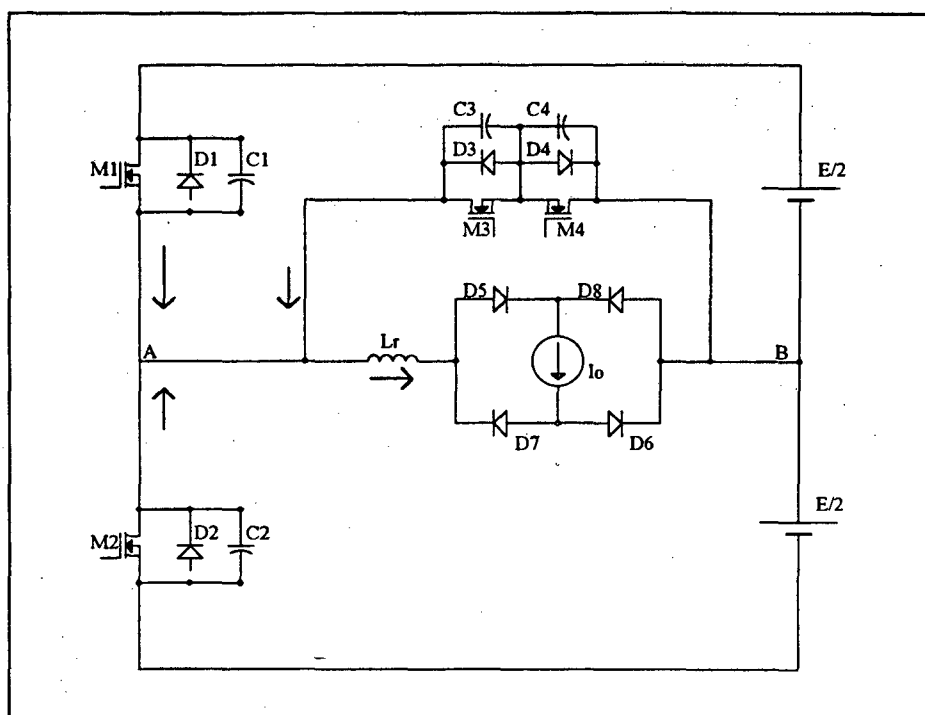 C3 C4
D3 D4
M1 D1 C1
E/2
M3 M4
D5 D8
A Lr Io B
D7 D6
E/2
M2 D2 C2